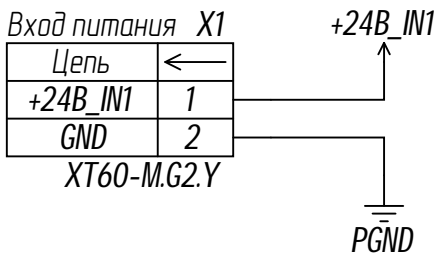 Вход питания X1
+24В_IN1
Цепь
+24В_IN1 1
GND 2
XT60-M.G2.Y
PGND